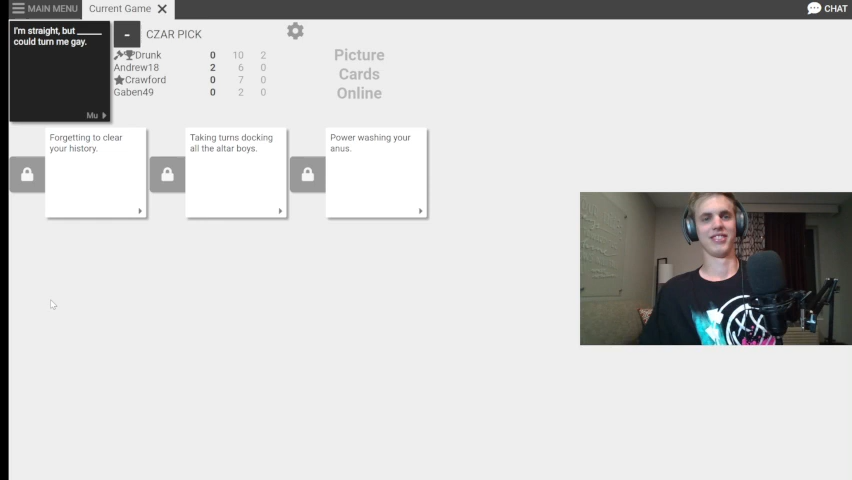 MAIN MENU
Current Game
CHAT
I'm straight, but ______
could turn me gay.
Mu
-
CZAR PICK
Drunk 0 10 2
Andrew18 2 6 0
Crawford 0 7 0
Gaben49 0 2 0
Picture
Cards
Online
Forgetting to clear
your history.
Taking turns docking
all the altar boys.
Power washing your
anus.